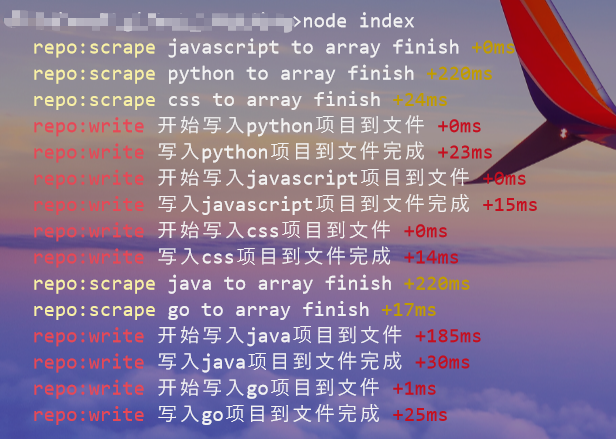 >node index
repo:scrape javascript to array finish +0ms
repo:scrape python to array finish +220ms
repo:scrape css to array finish +24ms
repo:write 开始写入python项目到文件 +0ms
repo:write 写入python项目到文件完成 +23ms
repo:write 开始写入javascript项目到文件 +0ms
repo:write 写入javascript项目到文件完成 +15ms
repo:write 开始写入css项目到文件 +0ms
repo:write 写入css项目到文件完成 +14ms
repo:scrape java to array finish +220ms
repo:scrape go to array finish +17ms
repo:write 开始写入java项目到文件 +185ms
repo:write 写入java项目到文件完成 +30ms
repo:write 开始写入go项目到文件 +1ms
repo:write 写入go项目到文件完成 +25ms